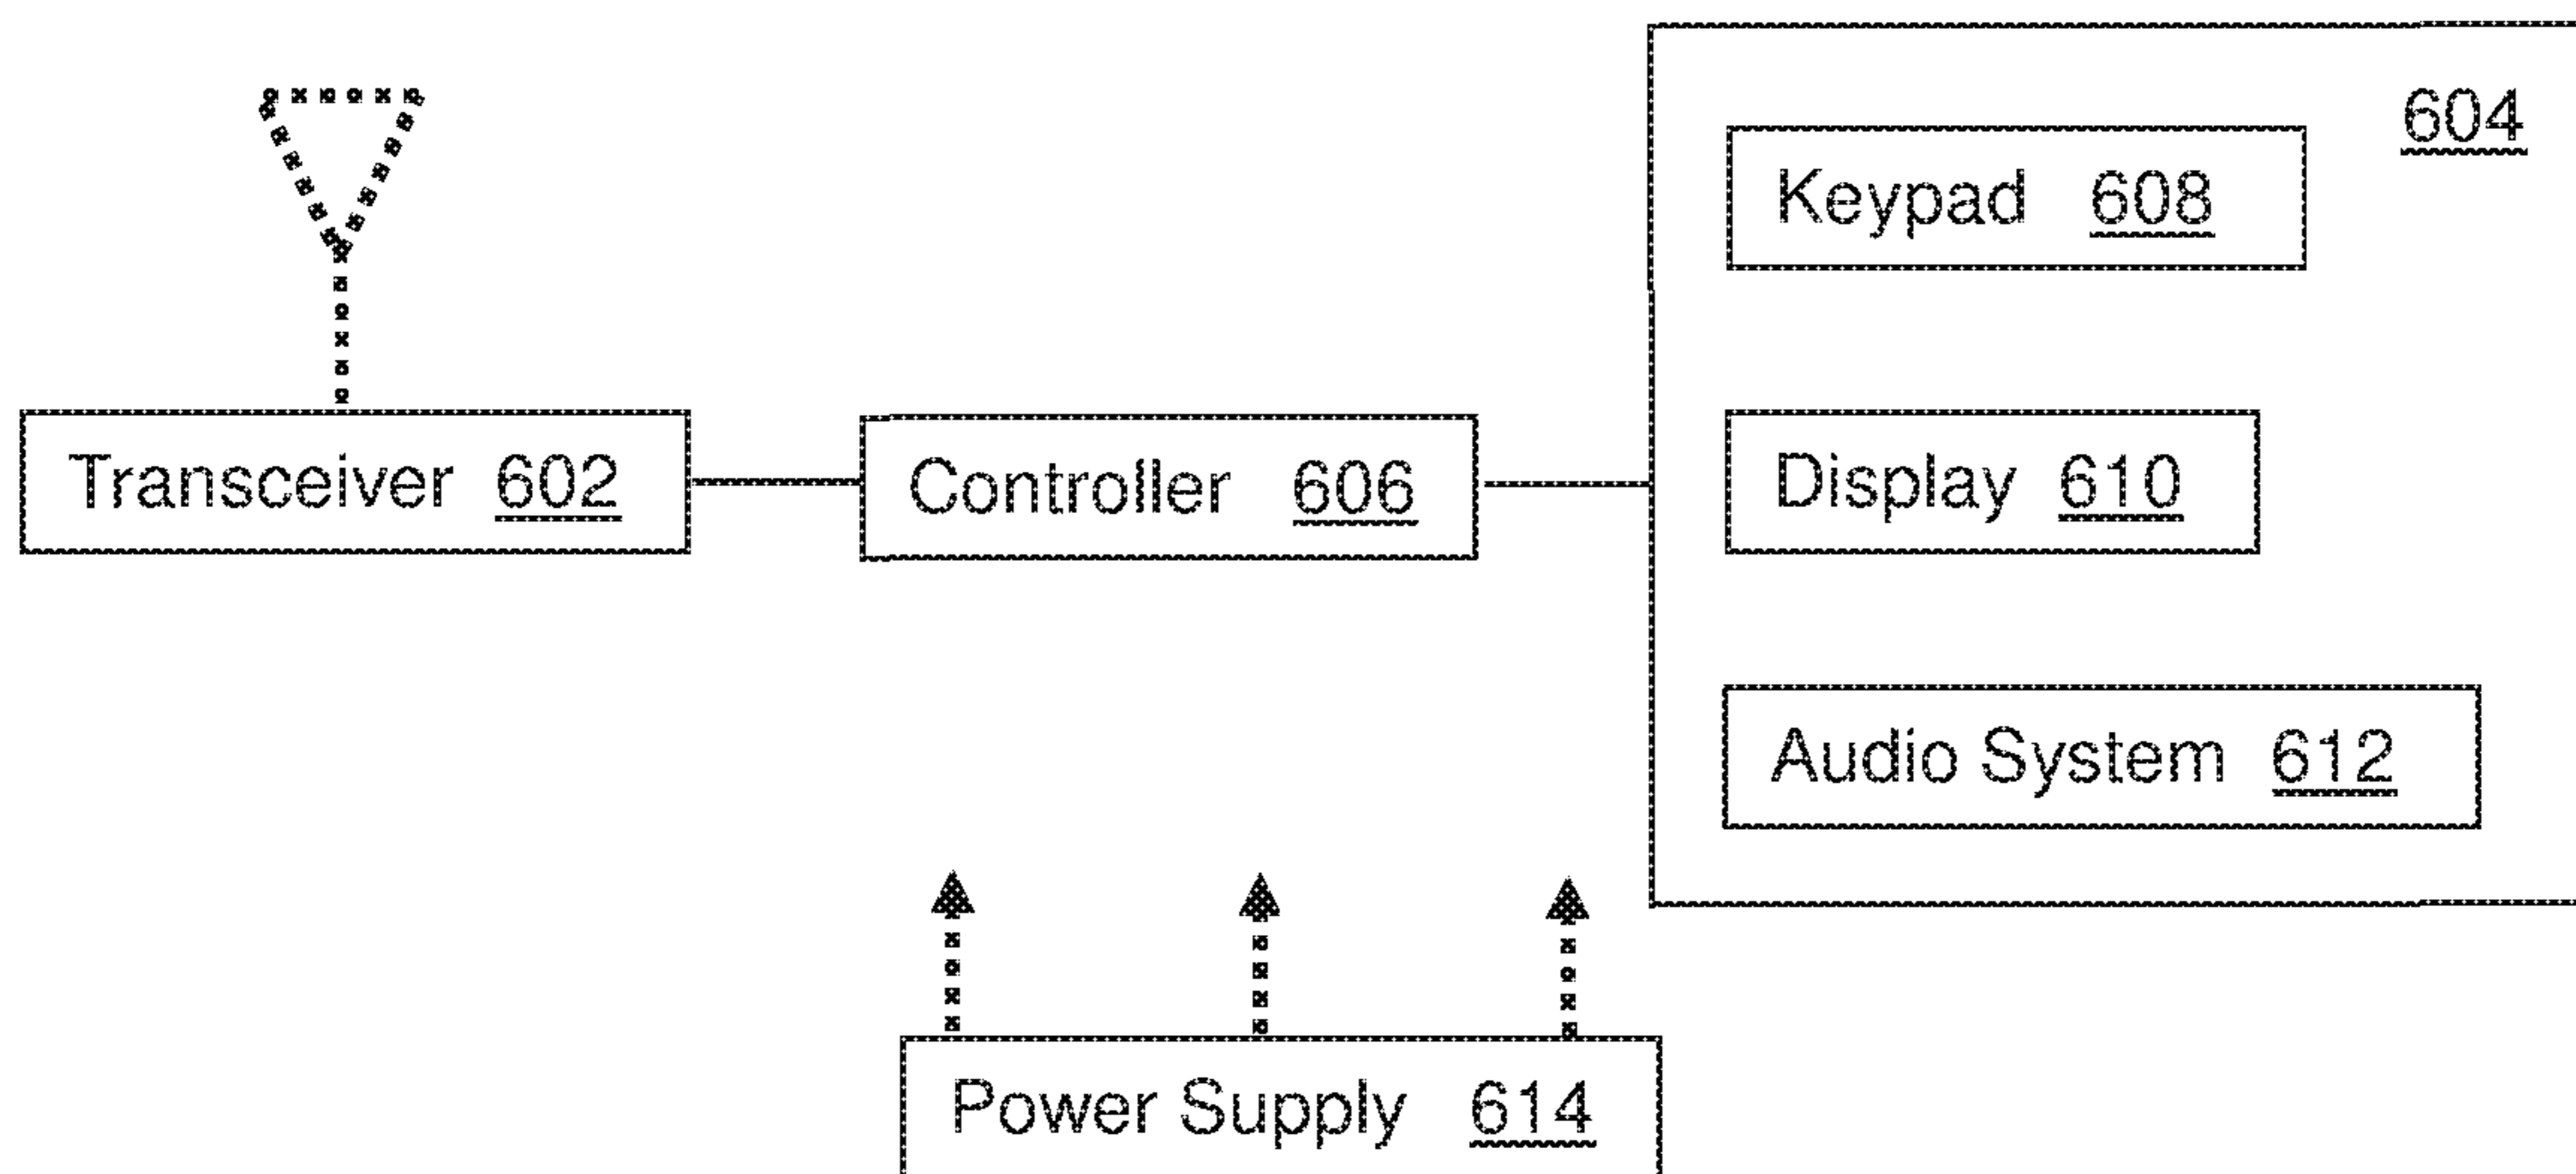 604
Keypad 608
Transceiver 602
Controller 606
Display 610
Audio System 612
Power Supply 614